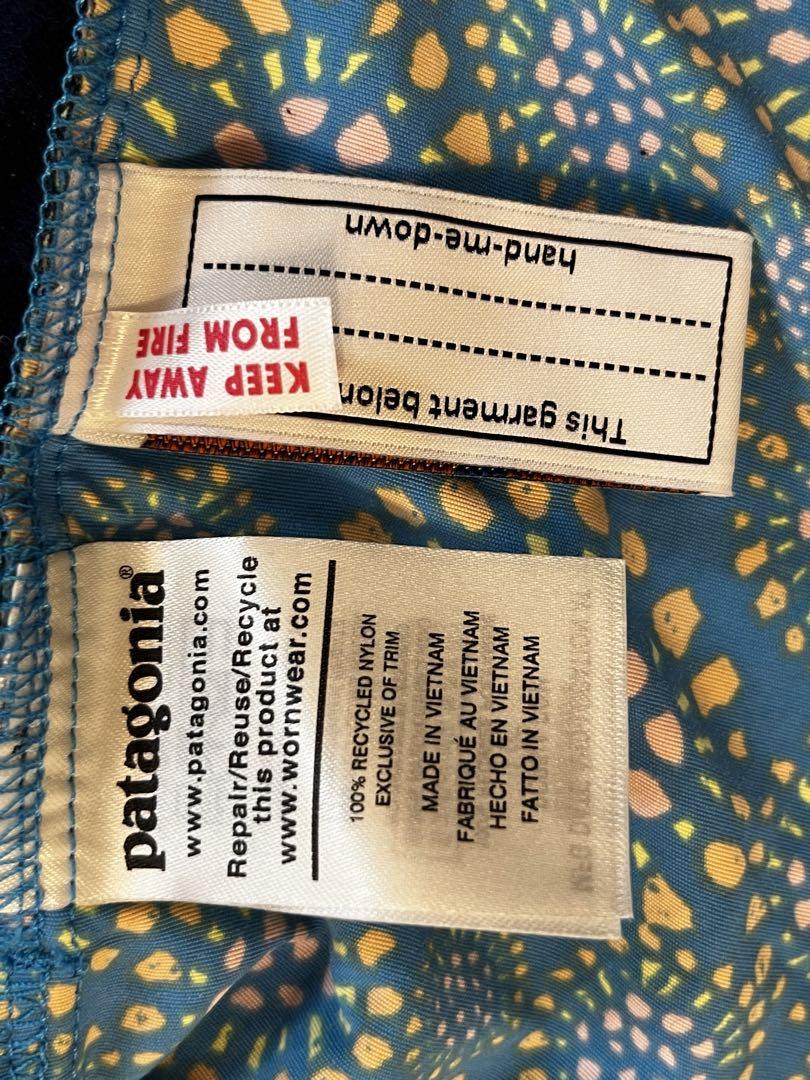 This garment belon
hand-me-down
KEEP AWAY
FROM FIRE
patagonia®
www.patagonia.com
Repair/Reuse/Recycle
this product at
www.wornwear.com
100% RECYCLED NYLON
EXCLUSIVE OF TRIM
MADE IN VIETNAM
FABRIQUÉ AU VIETNAM
HECHO EN VIETNAM
FATTO IN VIETNAM